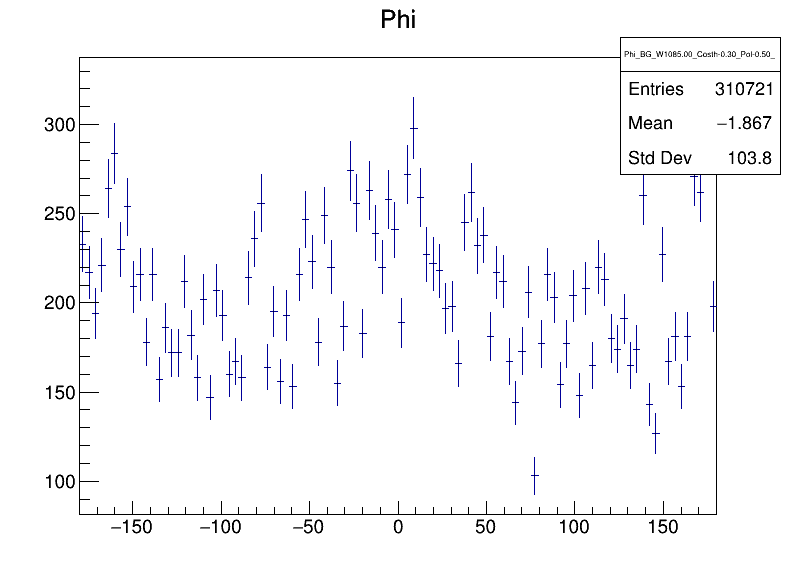 Phi
Phi_BG_W1085.00_Costh-0.30_Pol-0.50_
Entries 310721
Mean −1.867
Std Dev 103.8
300
250
200
150
100
−150 −100 −50 0 50 100 150